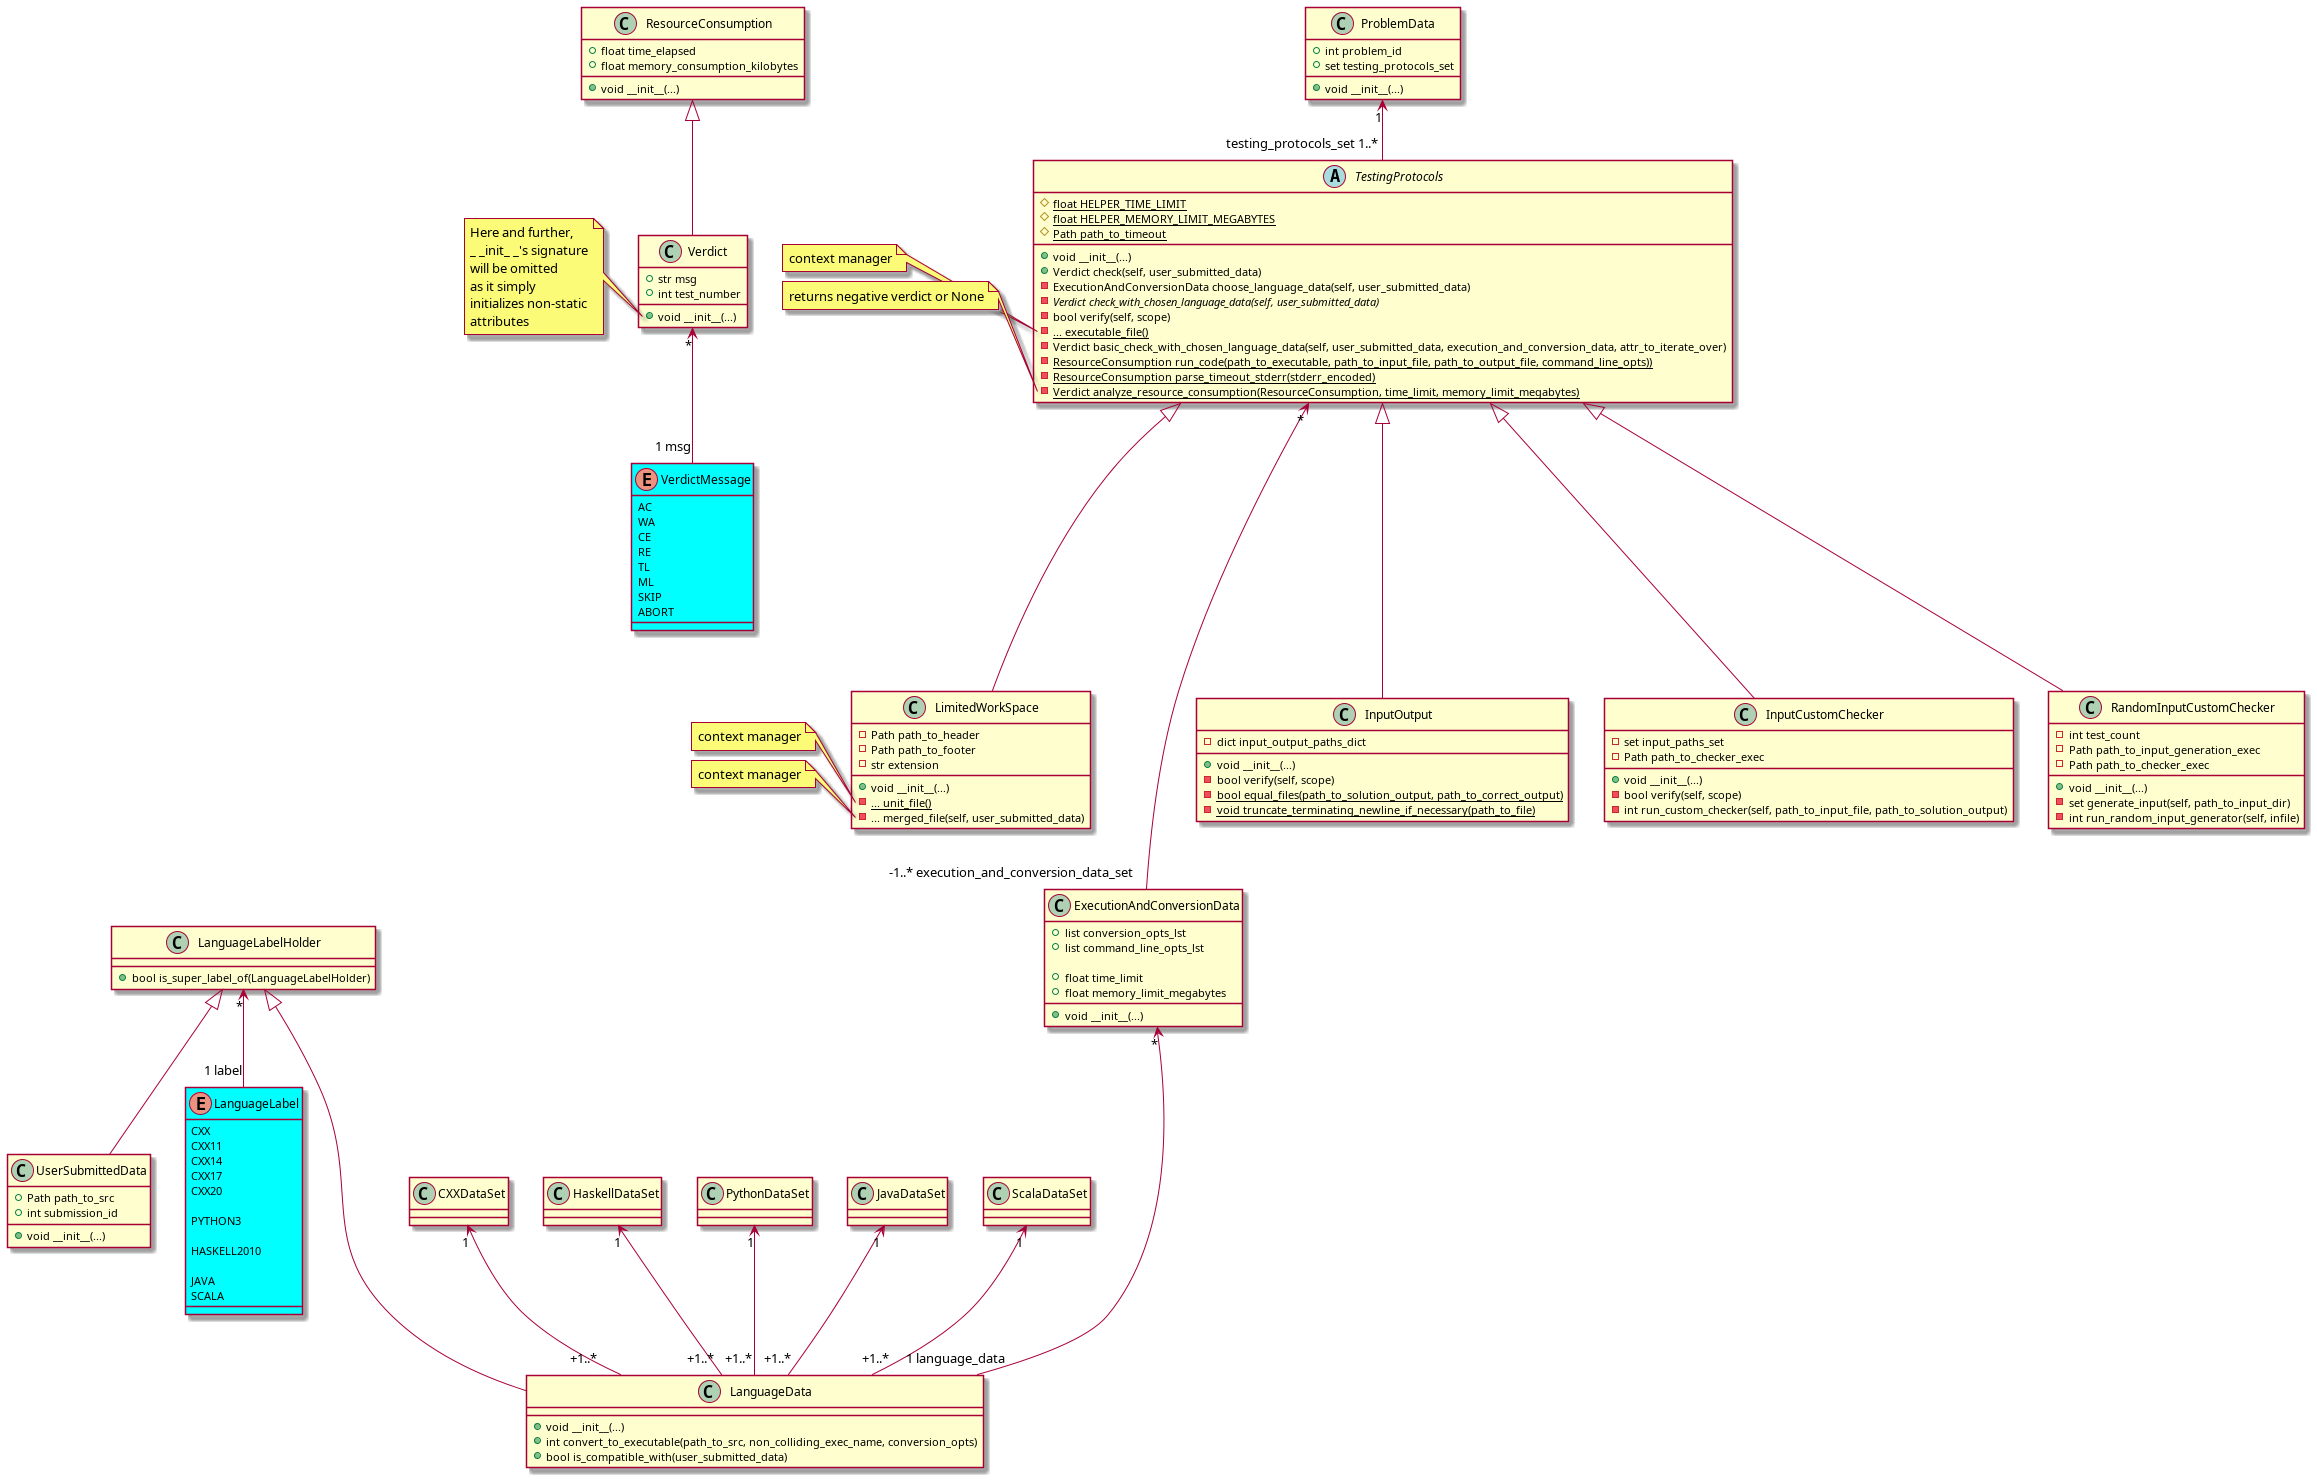 C ResourceConsumption
float time_elapsed
float memory_consumption_kilobytes
void __init__(...)
C ProblemData
int problem_id
set testing_protocols_set
void __init__(...)
1
testing_protocols_set 1..*
Here and further,
_ _init_ _'s signature
will be omitted
as it simply
initializes non-static
attributes
C Verdict
str msg
int test_number
void __init__(...)
*
1 msg
context manager
returns negative verdict or None
A TestingProtocols
float HELPER_TIME_LIMIT
float HELPER_MEMORY_LIMIT_MEGABYTES
Path path_to_timeout
void __init__(...)
Verdict check(self, user_submitted_data)
ExecutionAndConversionData choose_language_data(self, user_submitted_data)
Verdict check_with_chosen_language_data(self, user_submitted_data)
bool verify(self, scope)
... executable_file()
Verdict basic_check_with_chosen_language_data(self, user_submitted_data, execution_and_conversion_data, attr_to_iterate_over)
ResourceConsumption run_code(path_to_executable, path_to_input_file, path_to_output_file, command_line_opts))
ResourceConsumption parse_timeout_stderr(stderr_encoded)
Verdict analyze_resource_consumption(ResourceConsumption, time_limit, memory_limit_megabytes)
*
E VerdictMessage
AC
WA
CE
RE
TL
ML
SKIP
ABORT
context manager
context manager
C LimitedWorkSpace
Path path_to_header
Path path_to_footer
str extension
void __init__(...)
... unit_file()
... merged_file(self, user_submitted_data)
C InputOutput
dict input_output_paths_dict
void __init__(...)
bool verify(self, scope)
bool equal_files(path_to_solution_output, path_to_correct_output)
void truncate_terminating_newline_if_necessary(path_to_file)
C InputCustomChecker
set input_paths_set
Path path_to_checker_exec
void __init__(...)
bool verify(self, scope)
int run_custom_checker(self, path_to_input_file, path_to_solution_output)
C RandomInputCustomChecker
int test_count
Path path_to_input_generation_exec
Path path_to_checker_exec
void __init__(...)
set generate_input(self, path_to_input_dir)
int run_random_input_generator(self, infile)
-1..* execution_and_conversion_data_set
C ExecutionAndConversionData
list conversion_opts_lst
list command_line_opts_lst
float time_limit
float memory_limit_megabytes
void __init__(...)
*
C LanguageLabelHolder
bool is_super_label_of(LanguageLabelHolder)
*
1 label
C UserSubmittedData
Path path_to_src
int submission_id
void __init__(...)
E LanguageLabel
CXX
CXX11
CXX14
CXX17
CXX20
PYTHON3
HASKELL2010
JAVA
SCALA
C CXXDataSet
C HaskellDataSet
C PythonDataSet
C JavaDataSet
C ScalaDataSet
1
1
1
1
1
+1..*
+1..*
+1..*
+1..*
+1..*
1 language_data
C LanguageData
void __init__(...)
int convert_to_executable(path_to_src, non_colliding_exec_name, conversion_opts)
bool is_compatible_with(user_submitted_data)